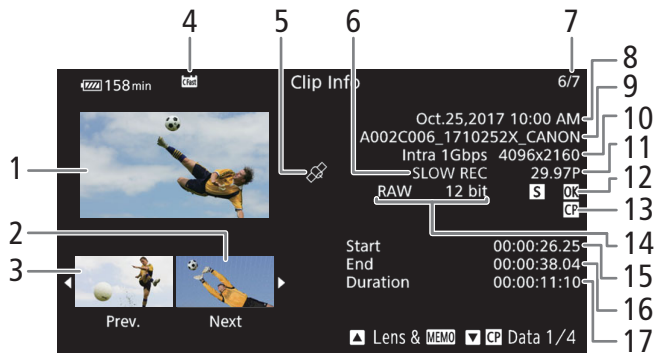 4 5 6 7
158 min CFast Clip Info 6/7
8
9
10
11
12
13
14
15
16
17
1
2
3
Oct.25,2017 10:00 AM
A002C006_1710252X_CANON
Intra 1Gbps 4096x2160
SLOW REC 29.97P
RAW 12 bit S OK
CP
Start 00:00:26.25
End 00:00:38.04
Duration 00:00:11:10
Prev. Next
Lens & MEMO CP Data 1/4